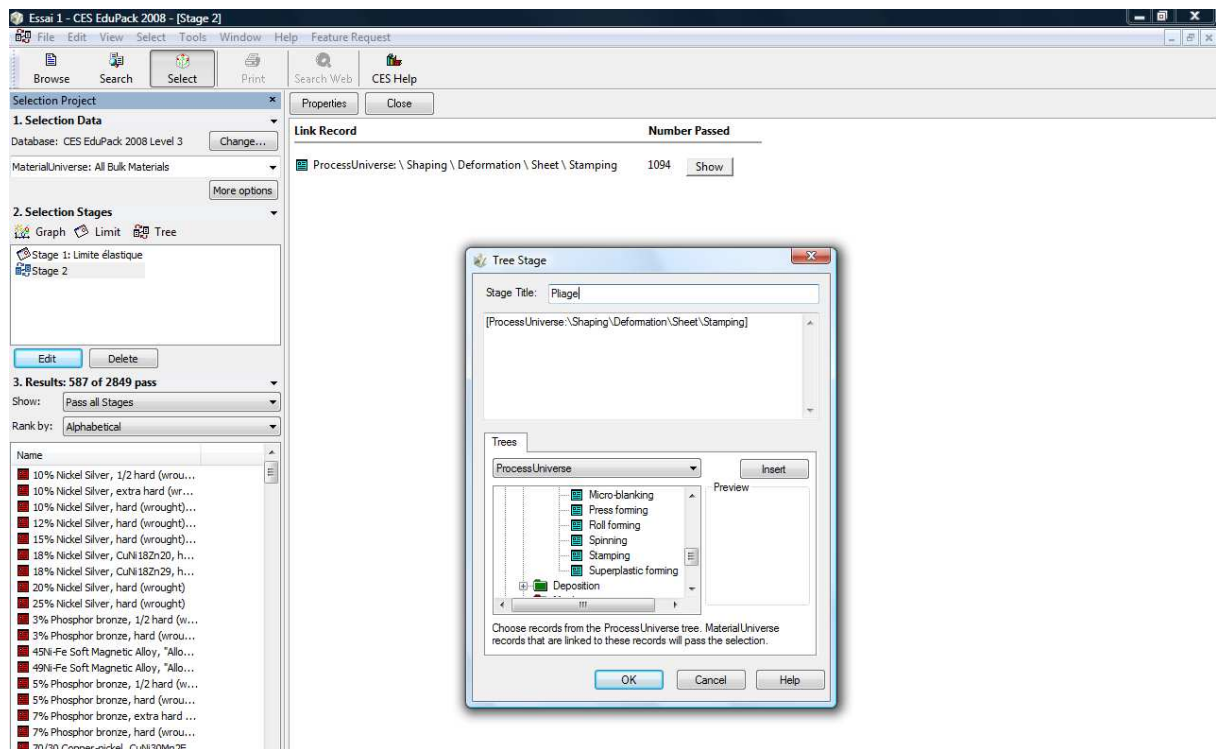 Essai 1 - CES EduPack 2008 - [Stage 2]
File Edit View Select Tools Window Help Feature Request
Browse Search Select Print Search Web CES Help
Selection Project
1. Selection Data
Database: CES EduPack 2008 Level 3 Change...
MaterialUniverse: All Bulk Materials
More options
2. Selection Stages
Graph Limit Tree
Stage 1: Limite élastique
Stage 2
Edit Delete
3. Results: 587 of 2849 pass
Show: Pass all Stages
Rank by: Alphabetical
Name
10% Nickel Silver, 1/2 hard (wrou...
10% Nickel Silver, extra hard (wr...
10% Nickel Silver, hard (wrought)...
12% Nickel Silver, hard (wrought)...
15% Nickel Silver, hard (wrought)...
18% Nickel Silver, CuNi18Zn20, h...
18% Nickel Silver, CuNi18Zn29, h...
20% Nickel Silver, hard (wrought)
25% Nickel Silver, hard (wrought)
3% Phosphor bronze, 1/2 hard (w...
3% Phosphor bronze, hard (wrou...
45Ni-Fe Soft Magnetic Alloy, "Allo...
49Ni-Fe Soft Magnetic Alloy, "Allo...
5% Phosphor bronze, 1/2 hard (w...
5% Phosphor bronze, hard (wrou...
7% Phosphor bronze, extra hard ...
7% Phosphor bronze, hard (wrou...
70/30 Copper-nickel, CuNi30Mn2F
Properties Close
Link Record Number Passed
ProcessUniverse: \ Shaping \ Deformation \ Sheet \ Stamping 1094 Show
Tree Stage
Stage Title: Pliage
[ProcessUniverse:\Shaping\Deformation\Sheet\Stamping]
Trees
ProcessUniverse Insert
Preview
Micro-blanking
Press forming
Roll forming
Spinning
Stamping
Superplastic forming
Deposition
Choose records from the ProcessUniverse tree. MaterialUniverse
records that are linked to these records will pass the selection.
OK Cancel Help